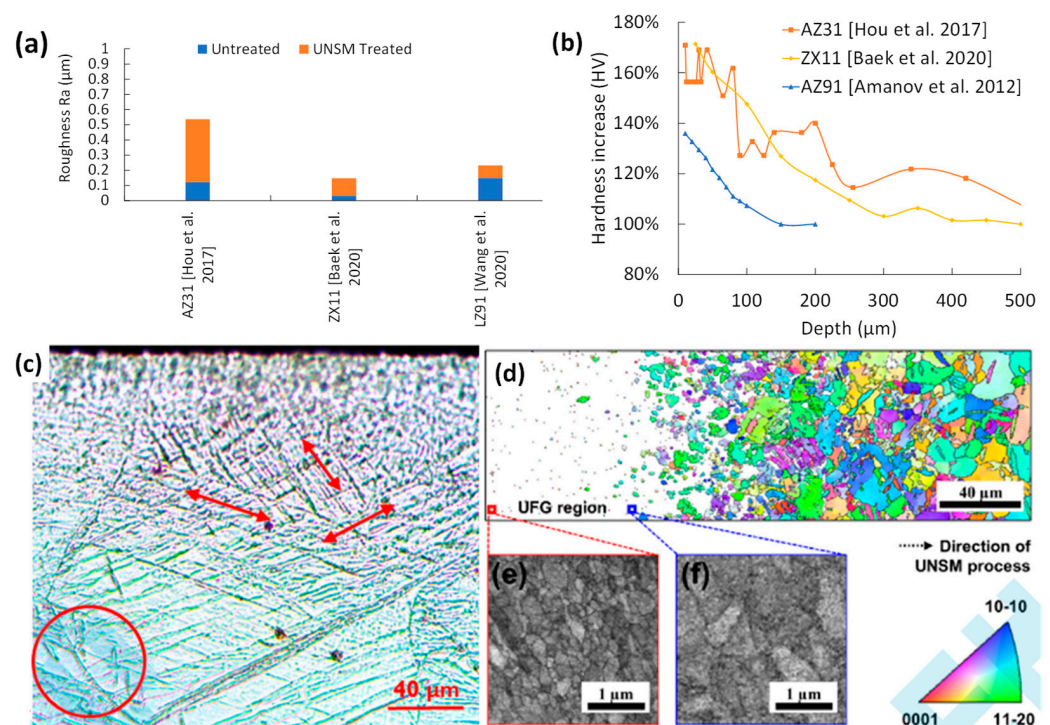 (a)
Untreated
UNSM Treated
Roughness Ra (μm)
1
0.9
0.8
0.7
0.6
0.5
0.4
0.3
0.2
0.1
0
AZ31 [Hou et al.
2017]
ZX11 [Baek et al.
2020]
LZ91 [Wang et al.
2020]
(b)
AZ31 [Hou et al. 2017]
ZX11 [Baek et al. 2020]
AZ91 [Amanov et al. 2012]
Hardness increase (HV)
180%
160%
140%
120%
100%
80%
0 100 200 300 400 500
Depth (μm)
(c)
40 μm
(d)
UFG region
40 μm
Direction of
UNSM process
(e)
1 μm
(f)
1 μm
10-10
0001 11-20